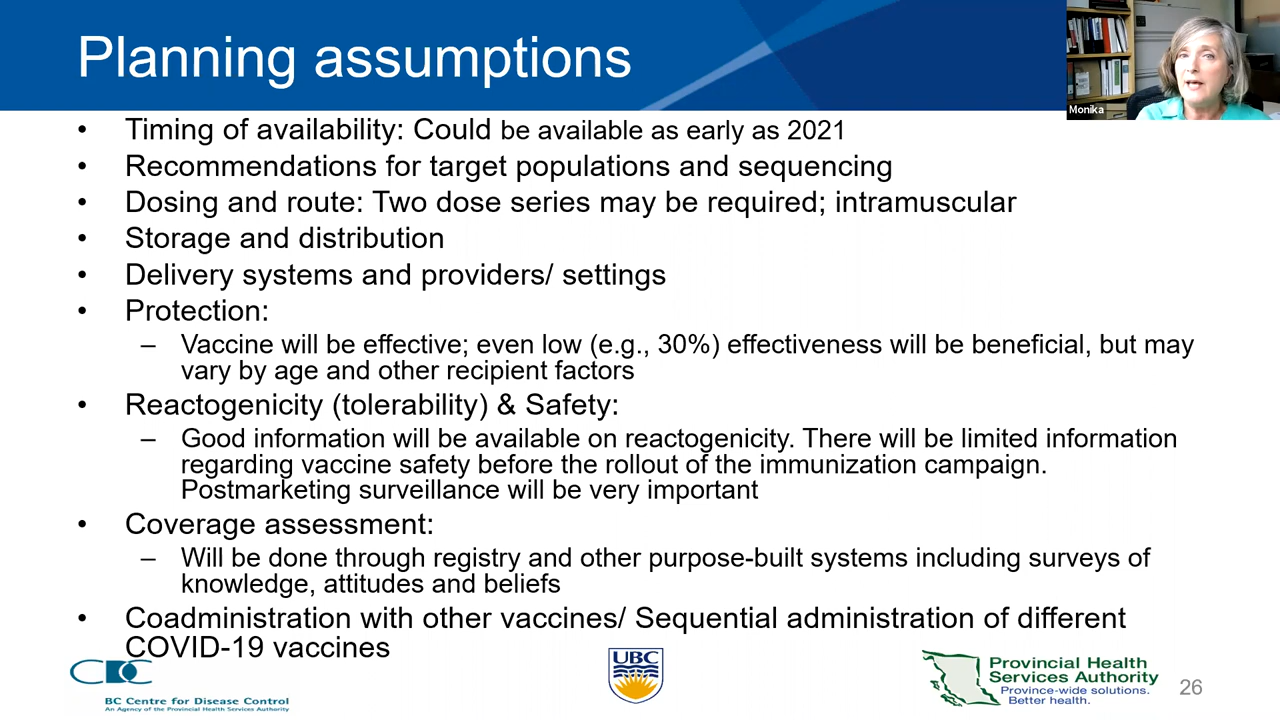 Planning assumptions
Monika
• Timing of availability: Could be available as early as 2021
• Recommendations for target populations and sequencing
• Dosing and route: Two dose series may be required; intramuscular
• Storage and distribution
• Delivery systems and providers/ settings
• Protection:
– Vaccine will be effective; even low (e.g., 30%) effectiveness will be beneficial, but may
vary by age and other recipient factors
• Reactogenicity (tolerability) & Safety:
– Good information will be available on reactogenicity. There will be limited information
regarding vaccine safety before the rollout of the immunization campaign.
Postmarketing surveillance will be very important
• Coverage assessment:
– Will be done through registry and other purpose-built systems including surveys of
knowledge, attitudes and beliefs
• Coadministration with other vaccines/ Sequential administration of different
COVID-19 vaccines
CDC
BC Centre for Disease Control
An Agency of the Provincial Health Services Authority
UBC
Provincial Health
Services Authority
Province-wide solutions.
Better health.
26